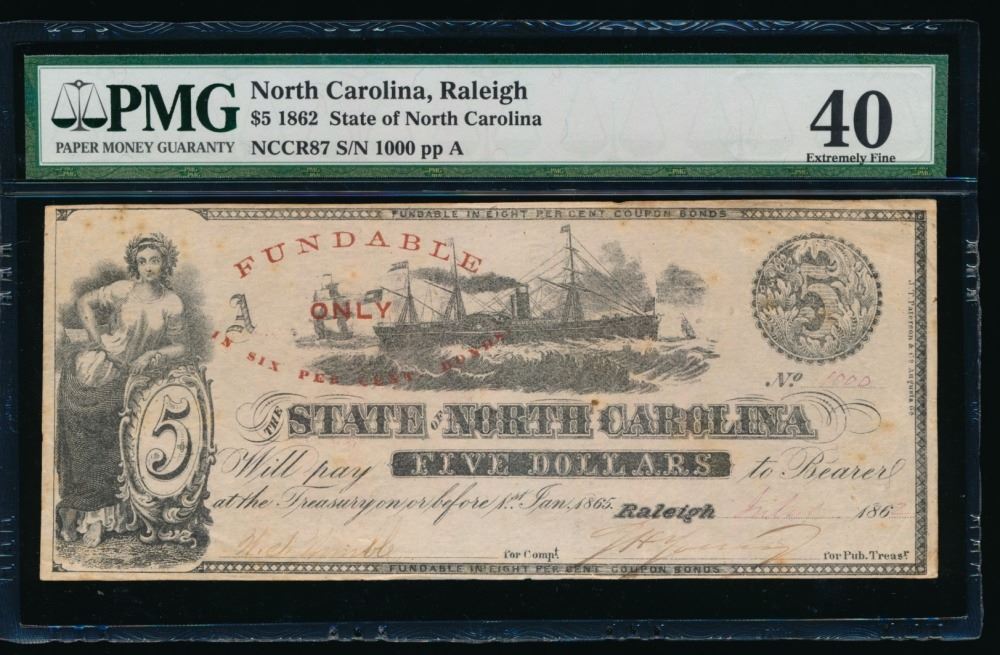 PMG
PAPER MONEY GUARANTY
North Carolina, Raleigh
$5 1862 State of North Carolina
NCCR87 S/N 1000 pp A
40
Extremely Fine
FUNDABLE IN EIGHT PER CENT COUPON BONDS
FUNDABLE
ONLY
IN SIX PER CENT BONDS
A
5
No 1000
THE STATE OF NORTH CAROLINA
5
Will pay FIVE DOLLARS to Bearer
at the Treasury on or before 1st Jan, 1865. Raleigh 1862
for Compt for Pub. Treasr
FUNDABLE IN EIGHT PER CENT COUPON BONDS